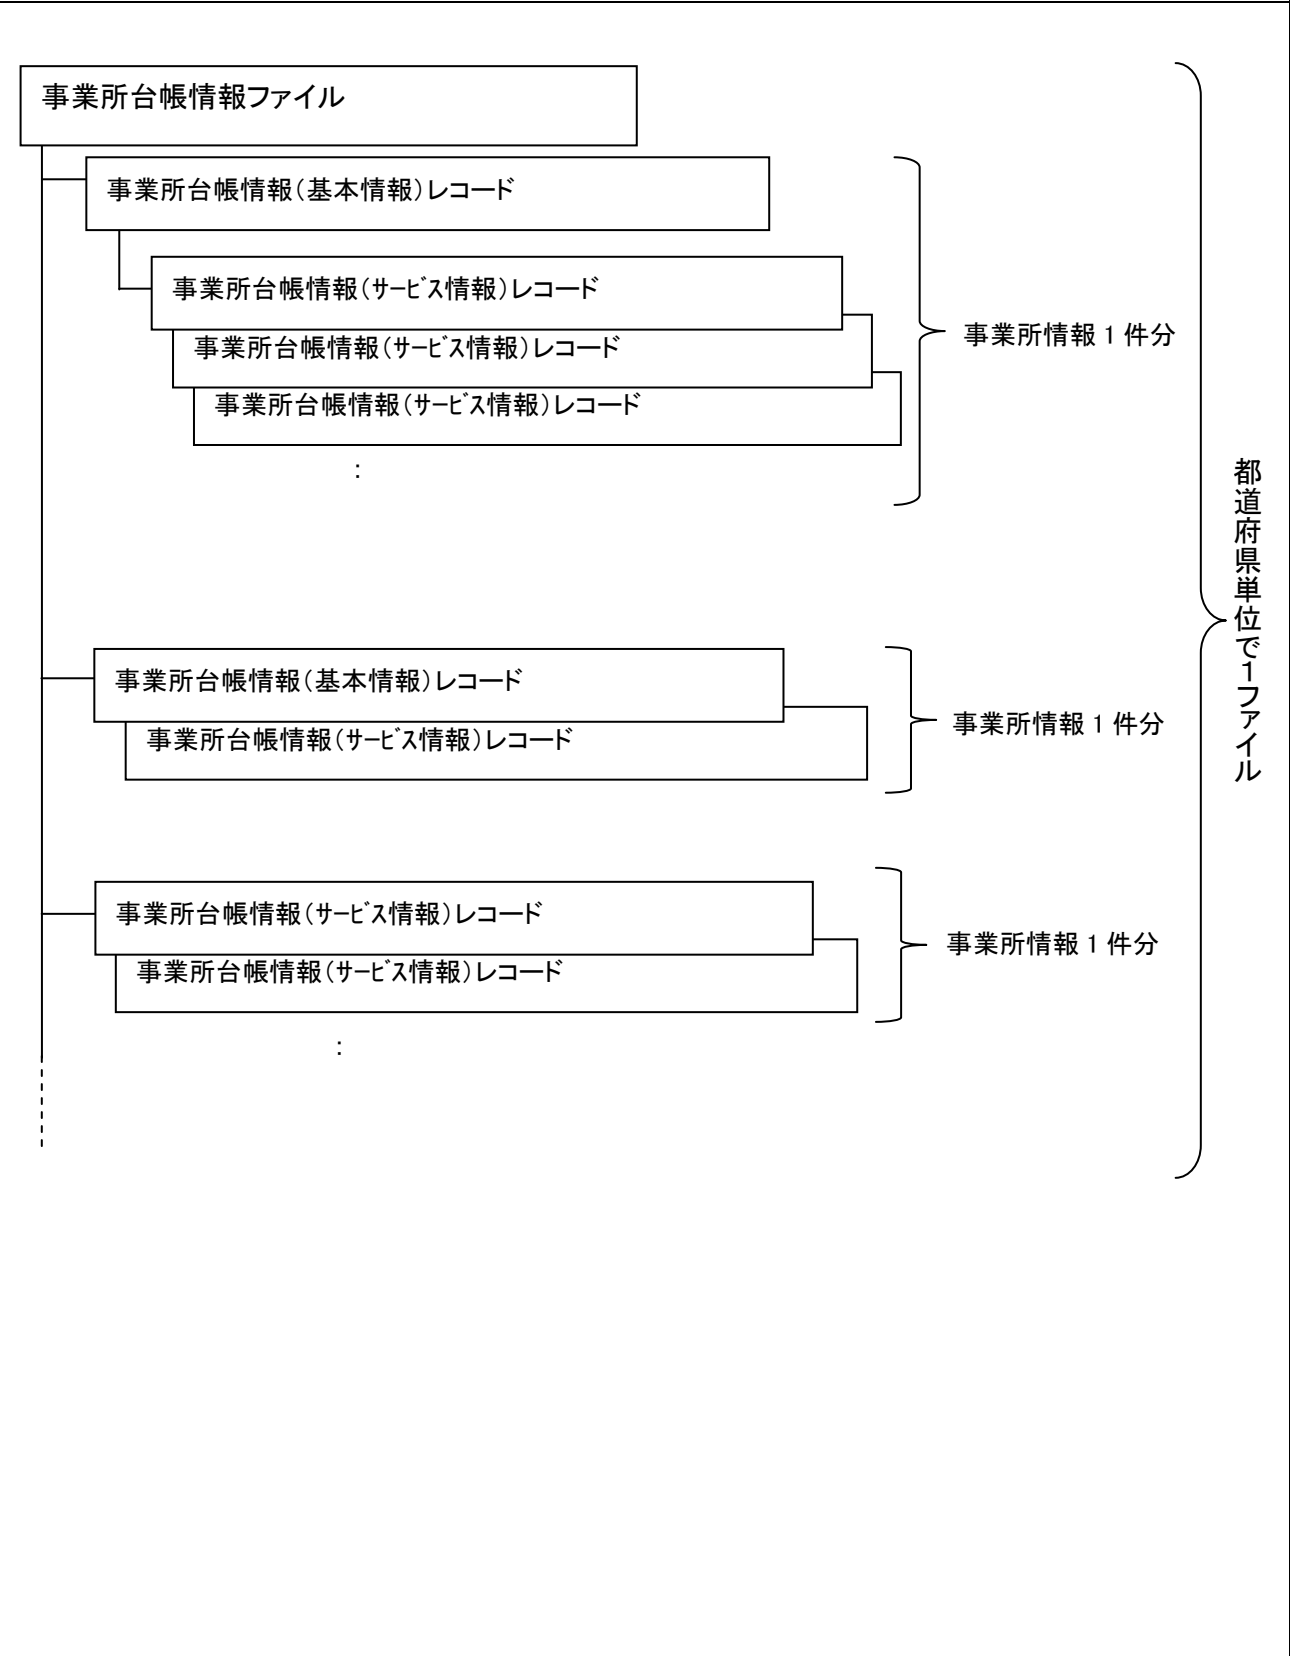 事業所台帳情報ファイル
事業所台帳情報(基本情報)レコード
事業所台帳情報(ｻｰﾋﾞｽ情報)レコード
事業所台帳情報(ｻｰﾋﾞｽ情報)レコード
事業所台帳情報(ｻｰﾋﾞｽ情報)レコード
:
事業所情報 1 件分
事業所台帳情報(基本情報)レコード
事業所台帳情報(ｻｰﾋﾞｽ情報)レコード
事業所情報 1 件分
事業所台帳情報(ｻｰﾋﾞｽ情報)レコード
事業所台帳情報(ｻｰﾋﾞｽ情報)レコード
:
事業所情報 1 件分
都道府県単位で1ファイル